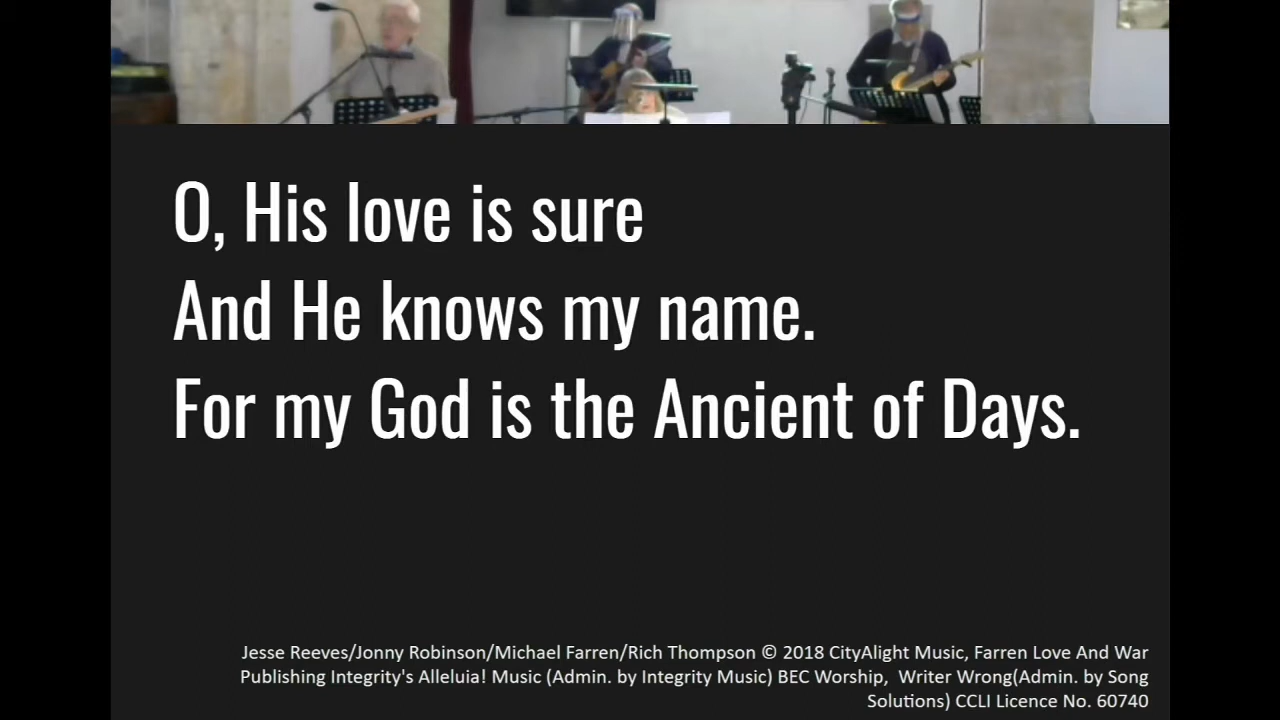 O, His love is sure
And He knows my name.
For my God is the Ancient of Days.
Jesse Reeves/Jonny Robinson/Michael Farren/Rich Thompson © 2018 CityAlight Music, Farren Love And War
Publishing Integrity's Alleluia! Music (Admin. by Integrity Music) BEC Worship,  Writer Wrong(Admin. by Song
Solutions) CCLI Licence No. 60740